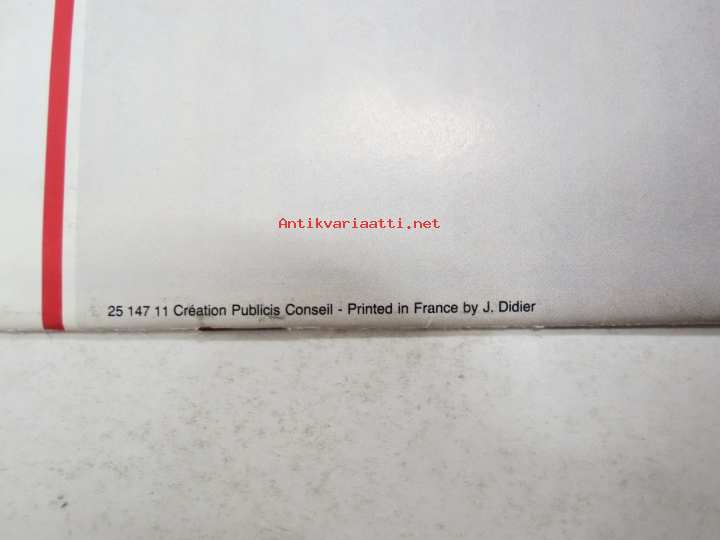 Antikvariaatti.net
25 147 11 Création Publicis Conseil - Printed in France by J. Didier